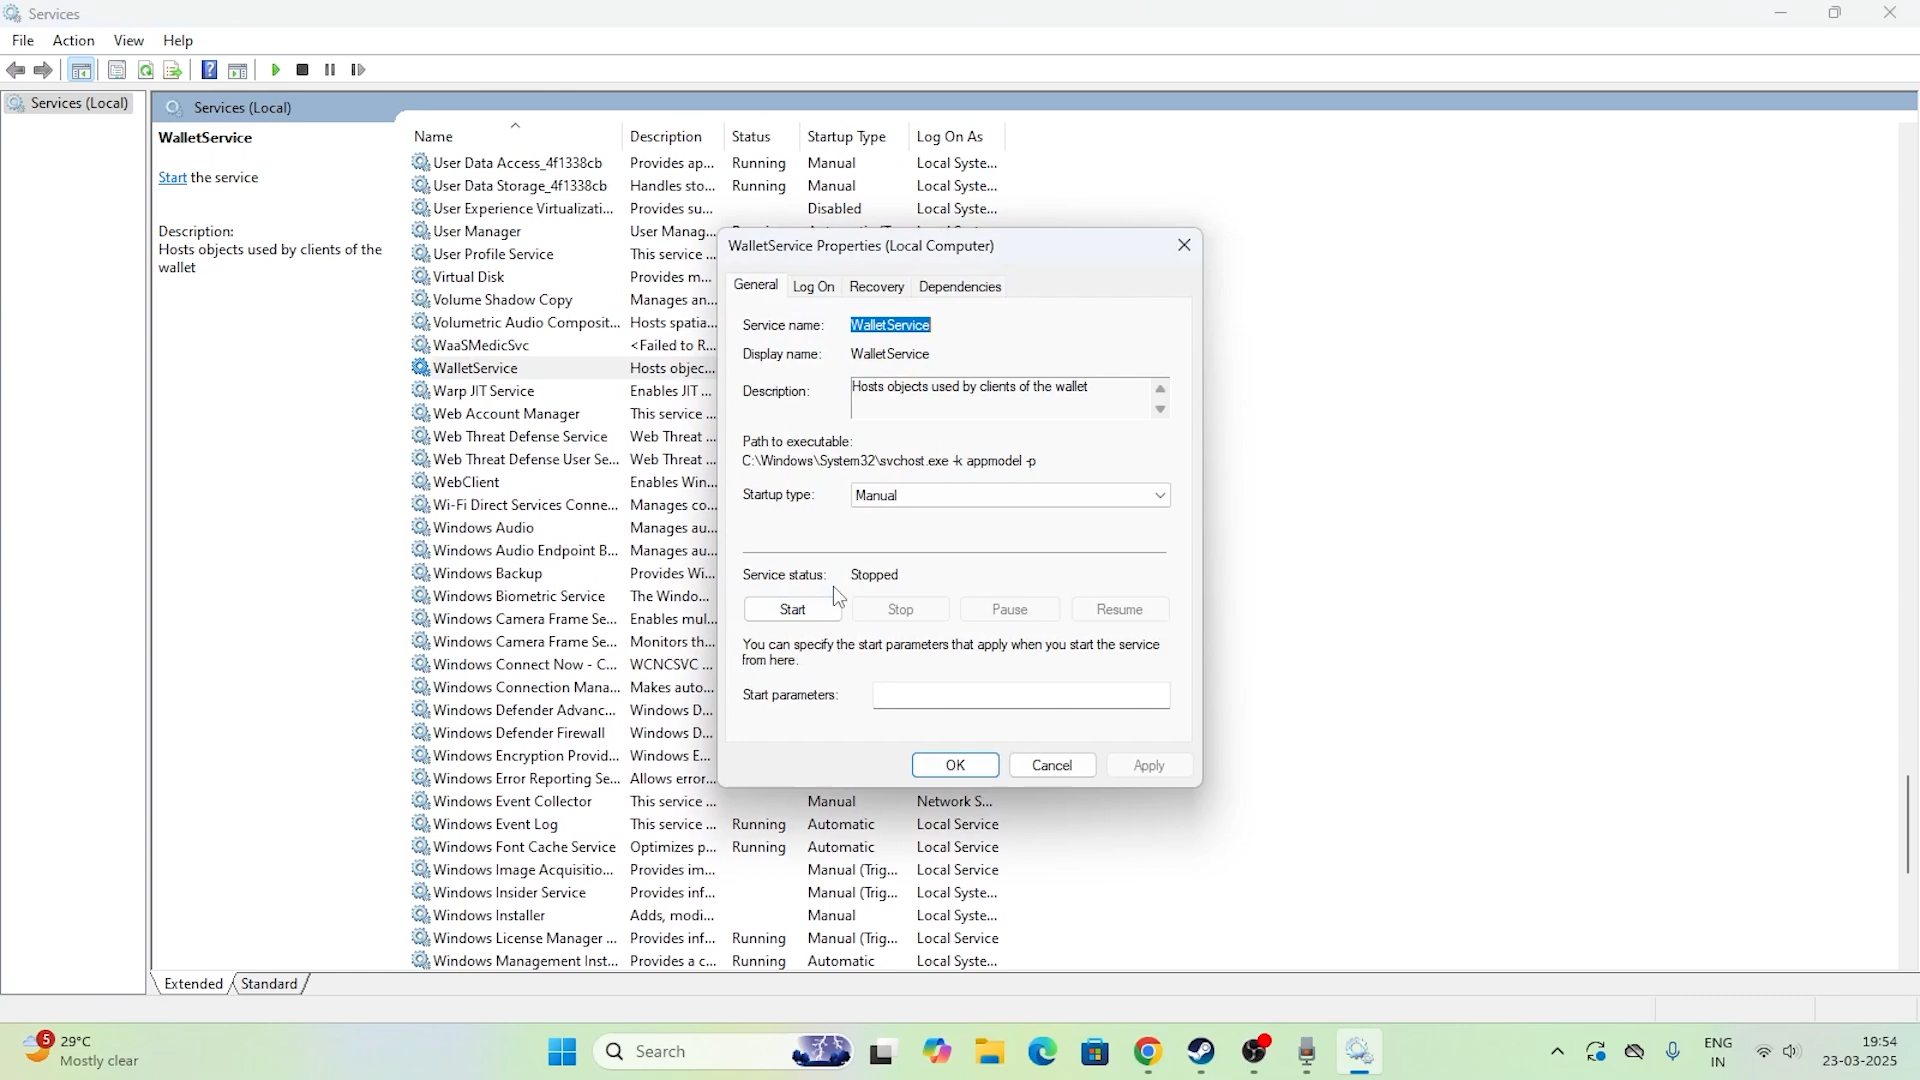 Services
File Action View Help
Services (Local)
Services (Local)
WalletService
Start the service
Description:
Hosts objects used by clients of the
wallet
Name Description Status Startup Type Log On As
User Data Access_4f1338cb Provides ap... Running Manual Local Syste...
User Data Storage_4f1338cb Handles sto... Running Manual Local Syste...
User Experience Virtualizati... Provides su... Disabled Local Syste...
User Manager User Manag...
User Profile Service This service ...
Virtual Disk Provides m...
Volume Shadow Copy Manages an...
Volumetric Audio Composit... Hosts spatia...
WaaSMedicSvc <Failed to R...
WalletService Hosts objec...
Warp JIT Service Enables JIT ...
Web Account Manager This service ...
Web Threat Defense Service Web Threat ...
Web Threat Defense User Se... Web Threat ...
WebClient Enables Win...
Wi-Fi Direct Services Conne... Manages co...
Windows Audio Manages au...
Windows Audio Endpoint B... Manages au...
Windows Backup Provides Wi...
Windows Biometric Service The Windo...
Windows Camera Frame Se... Enables mul...
Windows Camera Frame Se... Monitors th...
Windows Connect Now - C... WCNCSVC ...
Windows Connection Mana... Makes auto...
Windows Defender Advanc... Windows D...
Windows Defender Firewall Windows D...
Windows Encryption Provid... Windows E...
Windows Error Reporting Se... Allows error...
Windows Event Collector This service ... Manual Network S...
Windows Event Log This service ... Running Automatic Local Service
Windows Font Cache Service Optimizes p... Running Automatic Local Service
Windows Image Acquisitio... Provides im... Manual (Trig... Local Service
Windows Insider Service Provides inf... Manual (Trig... Local Syste...
Windows Installer Adds, modi... Manual Local Syste...
Windows License Manager ... Provides inf... Running Manual (Trig... Local Service
Windows Management Inst... Provides a c... Running Automatic Local Syste...
WalletService Properties (Local Computer)
General Log On Recovery Dependencies
Service name: WalletService
Display name: WalletService
Description: Hosts objects used by clients of the wallet
Path to executable:
C:\Windows\System32\svchost.exe -k appmodel -p
Startup type: Manual
Service status: Stopped
Start Stop Pause Resume
You can specify the start parameters that apply when you start the service
from here.
Start parameters:
OK Cancel Apply
Extended Standard
5
29°C
Mostly clear
Search
ENG
IN
19:54
23-03-2025